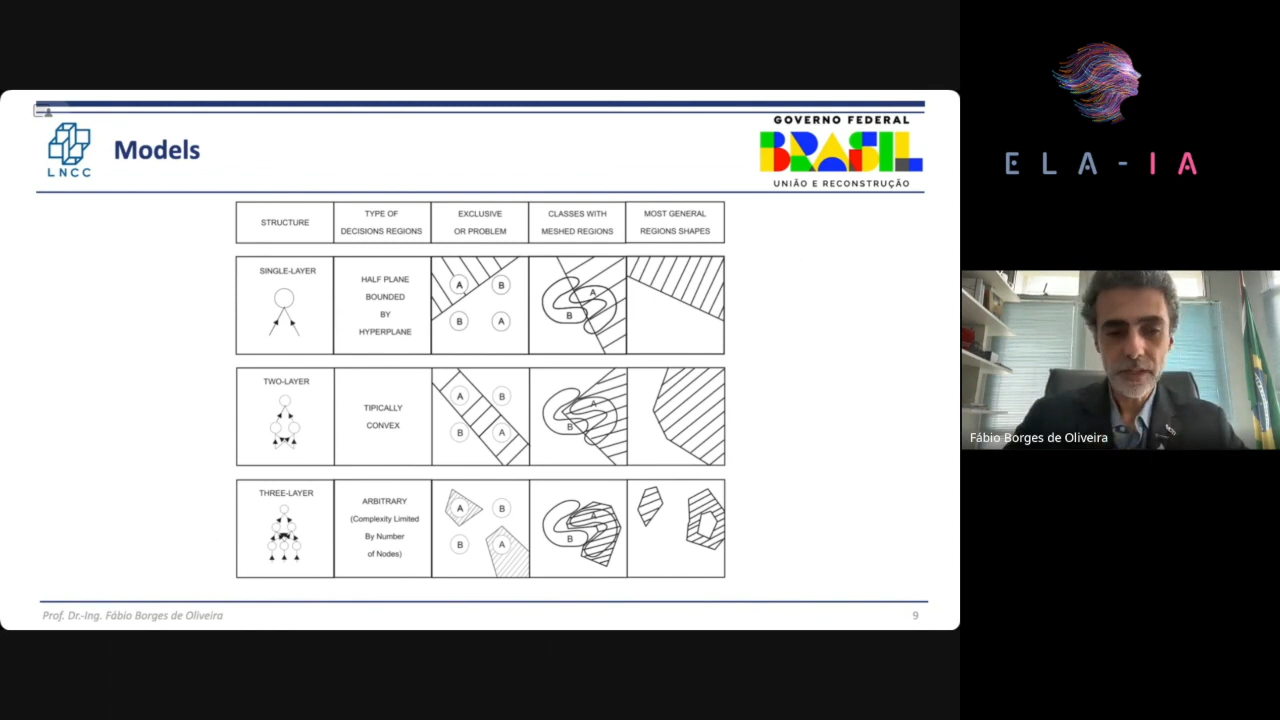 LNCC
Models
GOVERNO FEDERAL
BRASIL
UNIÃO E RECONSTRUÇÃO
STRUCTURE
TYPE OF
DECISIONS REGIONS
EXCLUSIVE
OR PROBLEM
CLASSES WITH
MESHED REGIONS
MOST GENERAL
REGIONS SHAPES
SINGLE-LAYER
HALF PLANE
BOUNDED
BY
HYPERPLANE
A
B
B
A
A
B
TWO-LAYER
TIPICALLY
CONVEX
A
B
B
A
A
B
THREE-LAYER
ARBITRARY
(Complexity Limited
By Number
of Nodes)
A
B
B
A
A
B
Prof. Dr.-Ing. Fábio Borges de Oliveira
9
ELA-IA
Fábio Borges de Oliveira